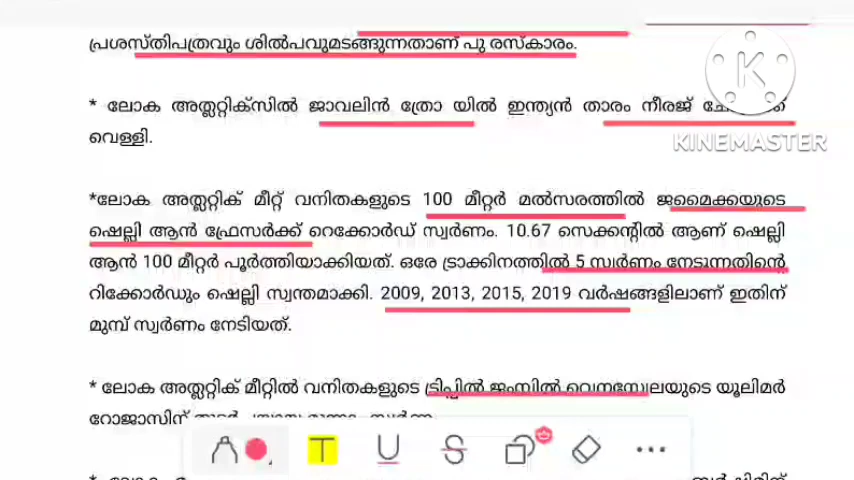 പ്രശസ്തിപത്രവും ശിൽപവുമടങ്ങുന്നതാണ് പു രസ്കാരം.
* ലോക അത്ലറ്റിക്സിൽ ജാവലിൻ ത്രോ യിൽ ഇന്ത്യൻ താരം നീരജ്
വെള്ളി.
KINEMASTER
*ലോക അത്ലറ്റിക് മീറ്റ് വനിതകളുടെ 100 മീറ്റർ മൽസരത്തിൽ ജമൈക്കയുടെ
ഷെല്ലി ആൻ ഫ്രേസർക്ക് റെക്കോർഡ് സ്വർണം. 10.67 സെക്കന്റിൽ ആണ് ഷെല്ലി
ആൻ 100 മീറ്റർ പൂർത്തിയാക്കിയത്. ഒരേ ട്രാക്കിനത്തിൽ 5 സ്വർണം നേടുന്നതിന്റെ
റിക്കോർഡും ഷെല്ലി സ്വന്തമാക്കി. 2009, 2013, 2015, 2019 വർഷങ്ങളിലാണ് ഇതിന്
മുമ്പ് സ്വർണം നേടിയത്.
* ലോക അത്ലറ്റിക് മീറ്റിൽ വനിതകളുടെ ട്രിപ്പിൽ ജംമ്പിൽ വെനസ്വേലയുടെ യൂലിമർ
റോജാസിന്